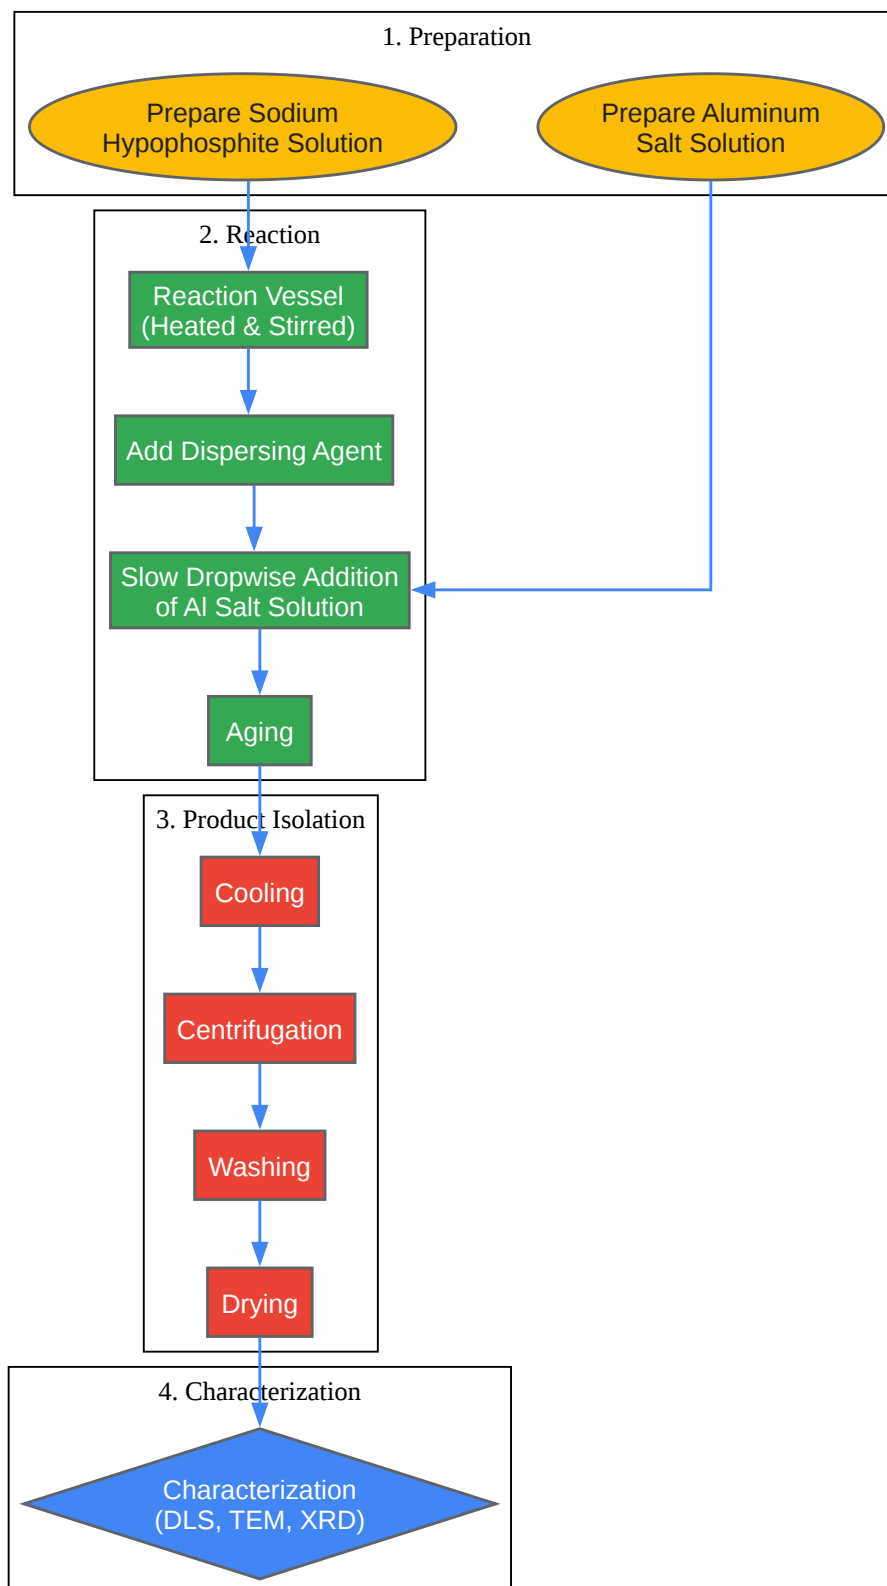 1. Preparation
Prepare Sodium
Hypophosphite Solution
Prepare Aluminum
Salt Solution
2. Reaction
Reaction Vessel
(Heated & Stirred)
Add Dispersing Agent
Slow Dropwise Addition
of Al Salt Solution
Aging
3. Product Isolation
Cooling
Centrifugation
Washing
Drying
4. Characterization
Characterization
(DLS, TEM, XRD)